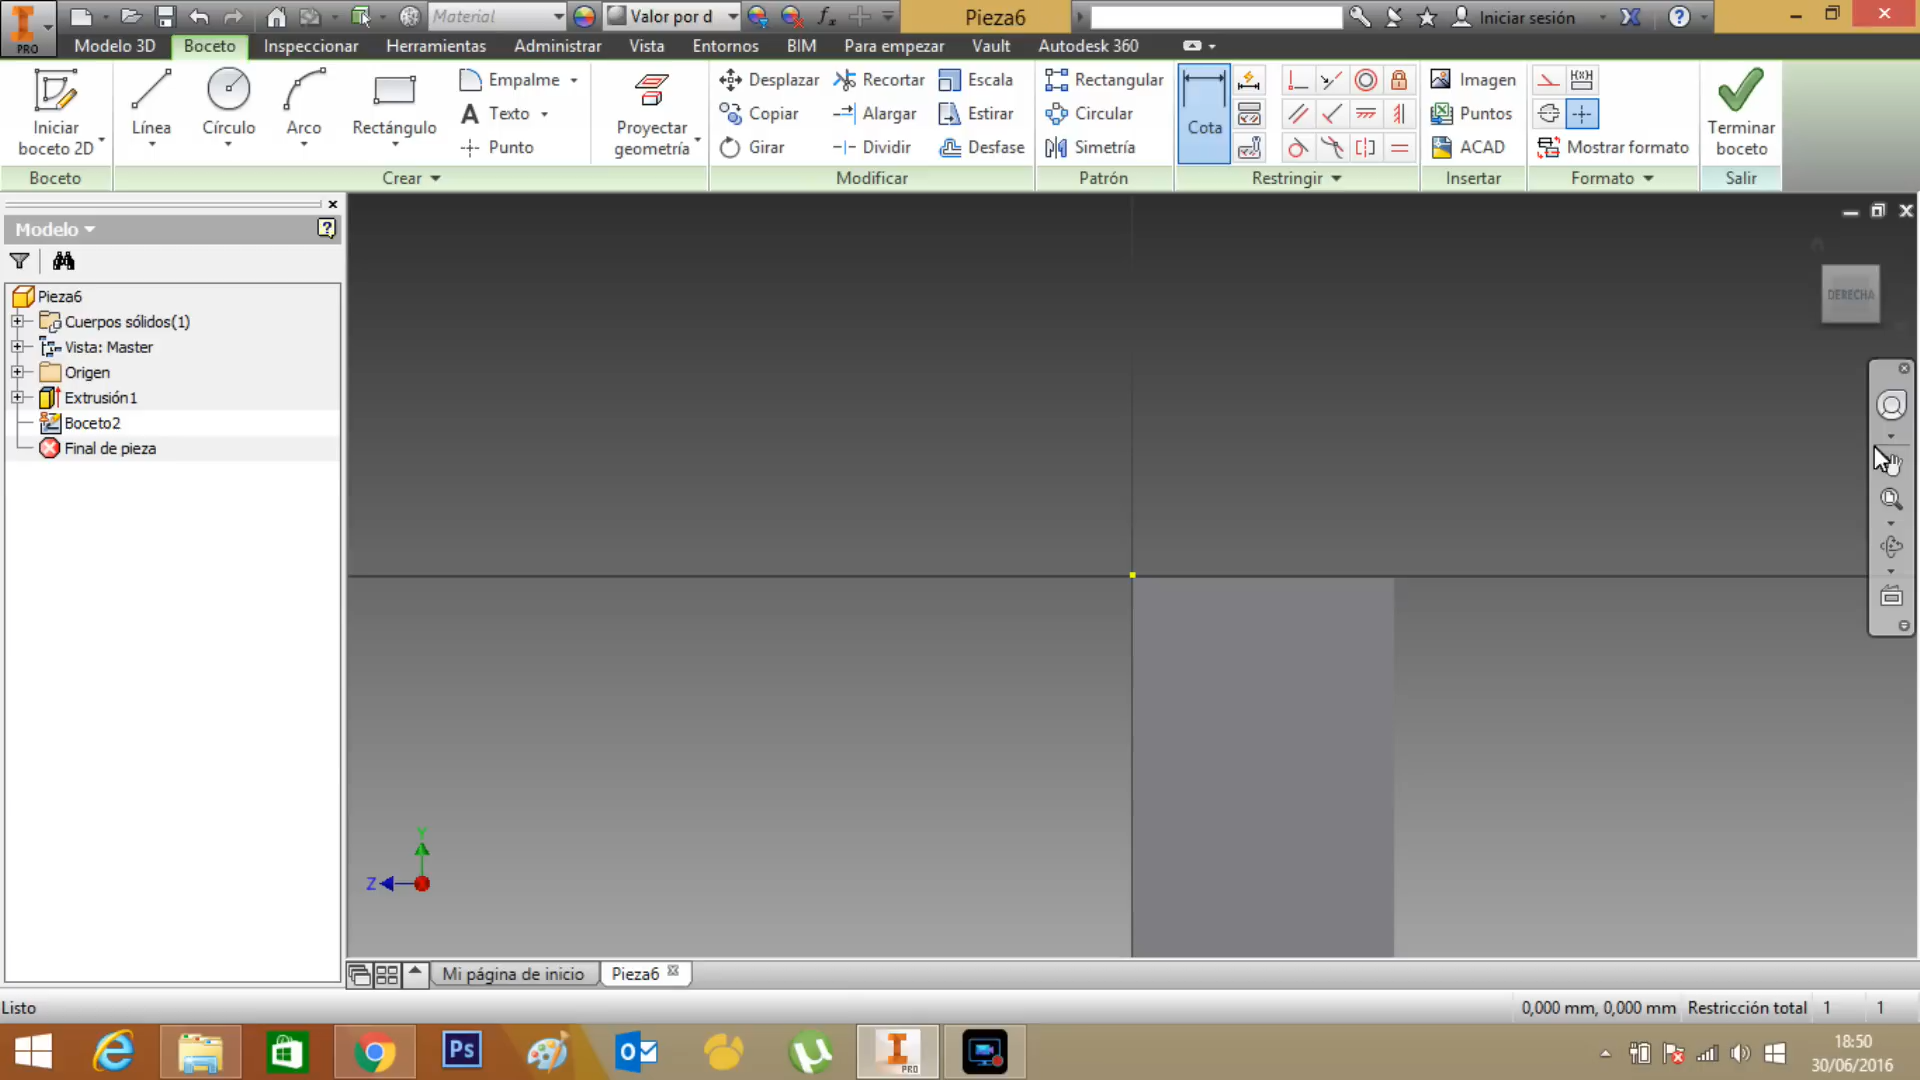 PRO
Material
Valor por d
Pieza6
Iniciar sesión
Modelo 3D
Boceto
Inspeccionar
Herramientas
Administrar
Vista
Entornos
BIM
Para empezar
Vault
Autodesk 360
Iniciar
boceto 2D
Línea
Círculo
Arco
Rectángulo
Empalme
Texto
Punto
Proyectar
geometría
Desplazar
Copiar
Girar
Recortar
Alargar
Dividir
Escala
Estirar
Desfase
Rectangular
Circular
Simetría
Cota
Imagen
Puntos
ACAD
Mostrar formato
Terminar
boceto
Boceto
Crear
Modificar
Patrón
Restringir
Insertar
Formato
Salir
Modelo
Pieza6
Cuerpos sólidos(1)
Vista: Master
Origen
Extrusión1
Boceto2
Final de pieza
DERECHA
Y
Z
Mi página de inicio
Pieza6
Listo
0,000 mm, 0,000 mm
Restricción total
1
1
Ps
PRO
18:50
30/06/2016